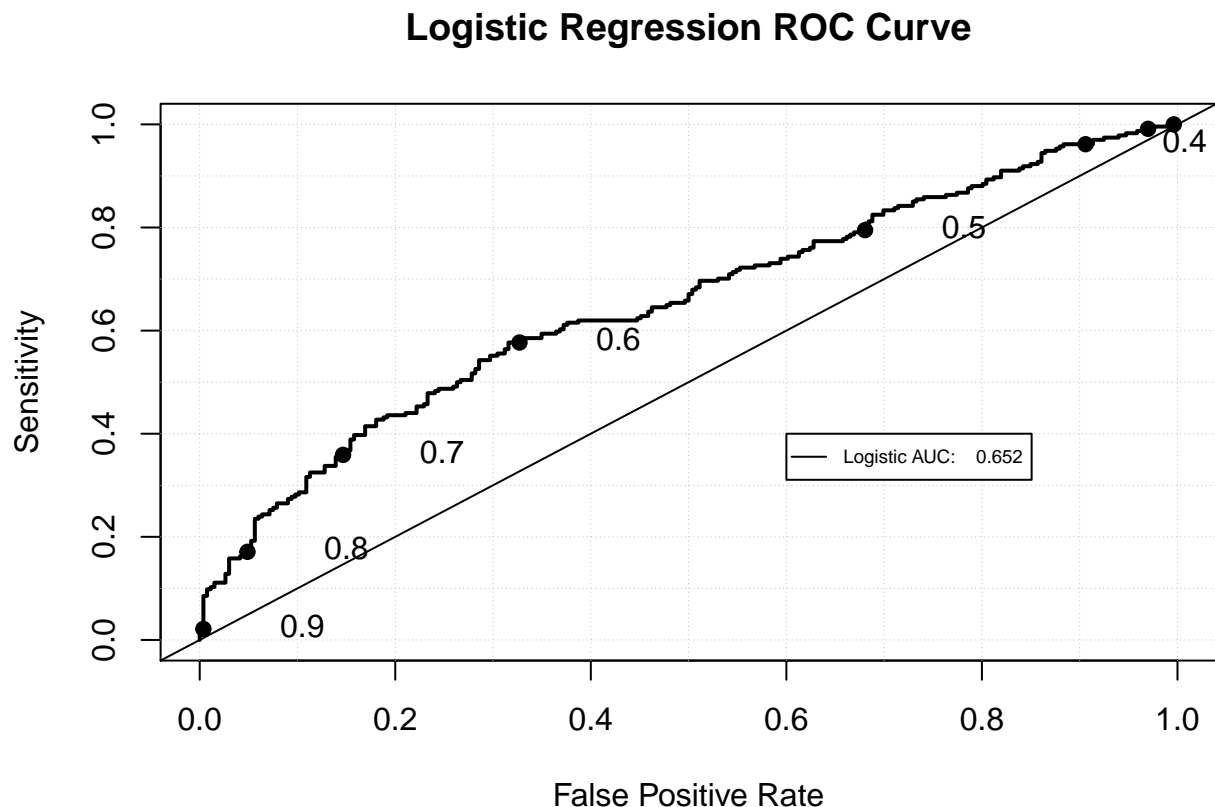 Logistic Regression ROC Curve
1.0
0.8
0.6
0.4
0.2
0.0
Sensitivity
0.4
0.5
0.6
0.7
0.8
0.9
Logistic AUC: 0.652
0.0 0.2 0.4 0.6 0.8 1.0
False Positive Rate